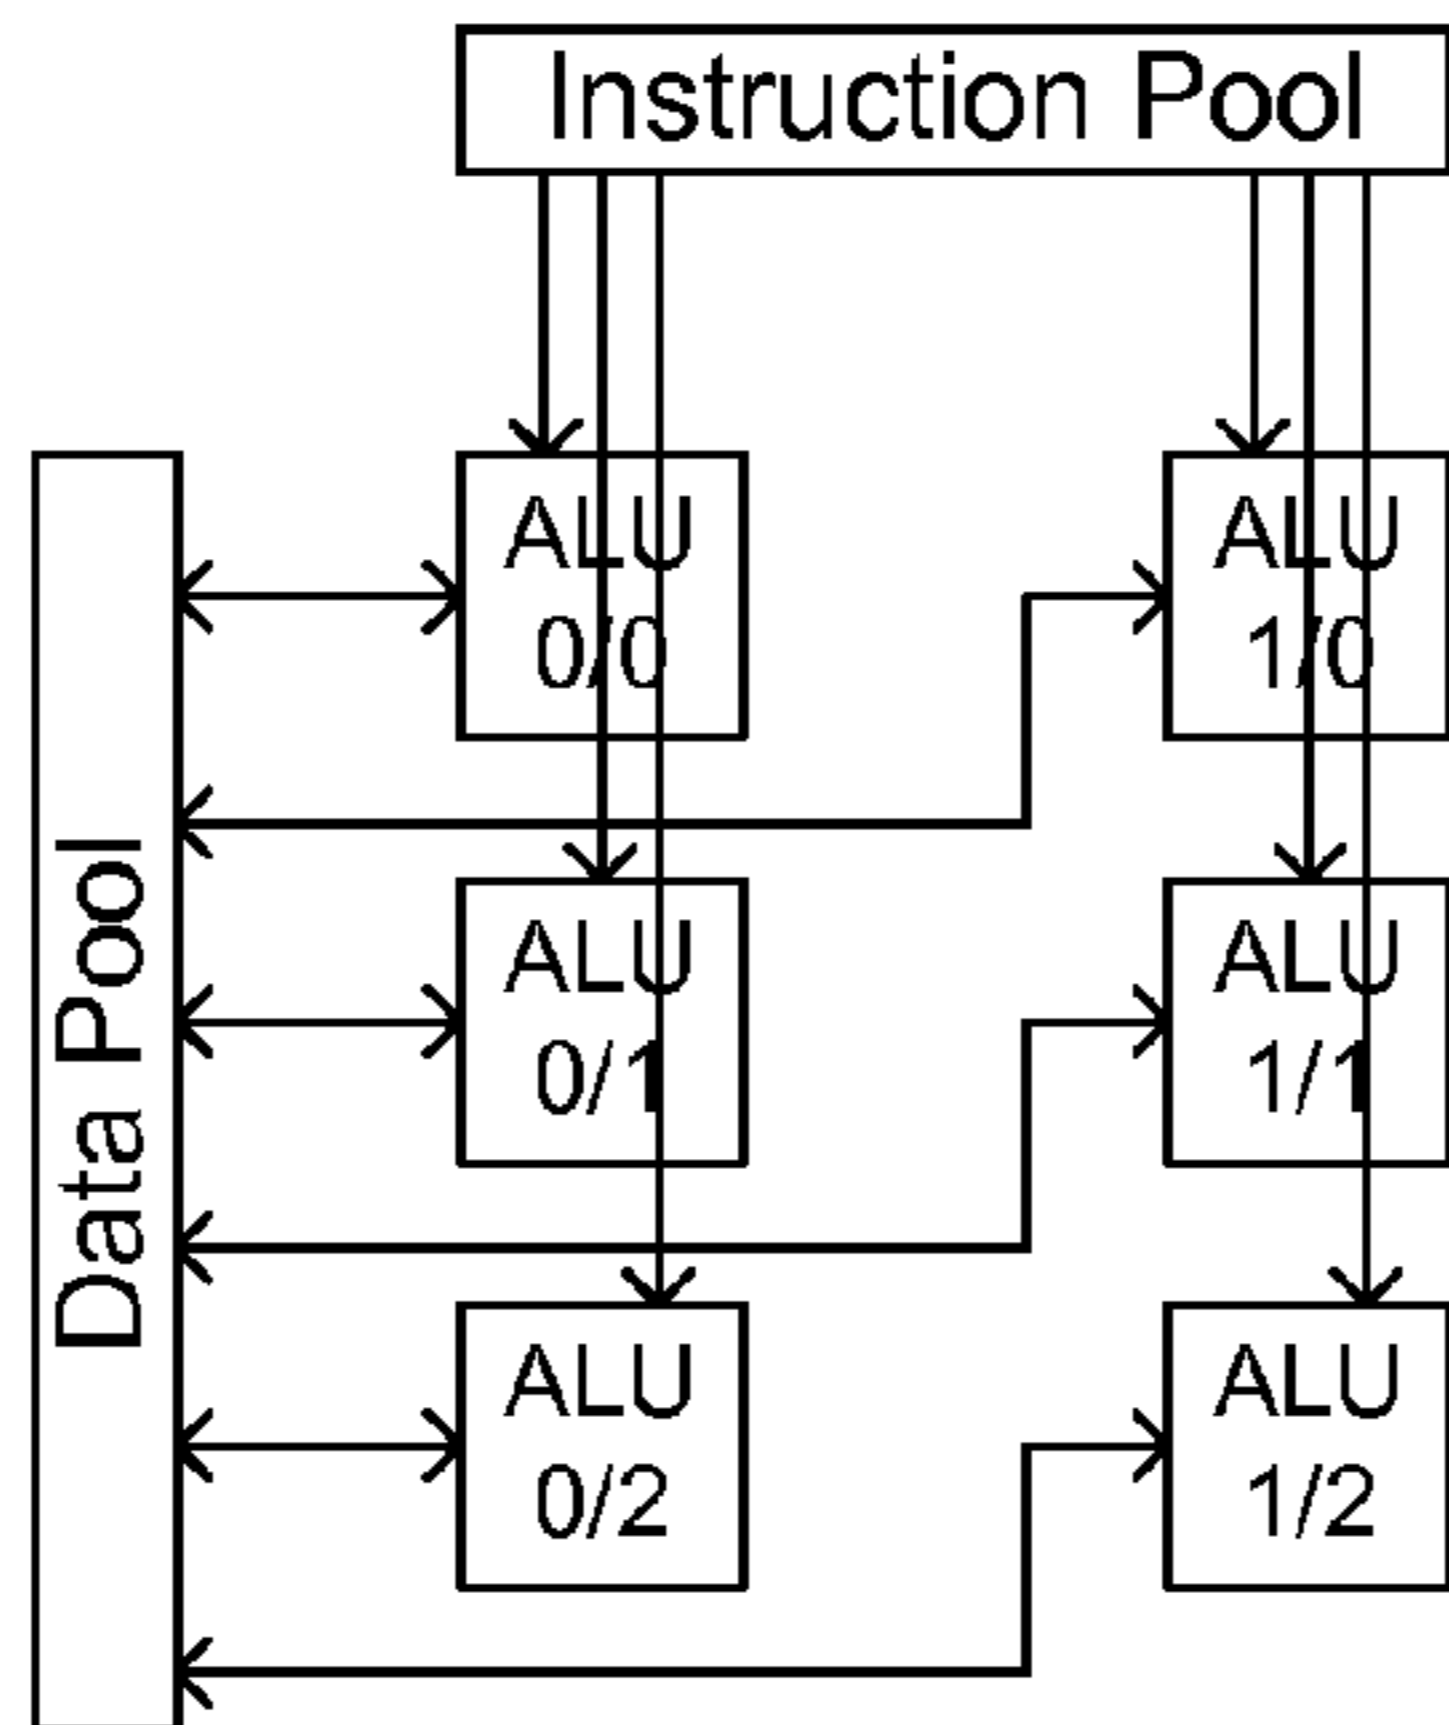 Instruction Pool
ALU
0/0
ALU
1/0
Data Pool
ALU
0/1
ALU
1/1
ALU
0/2
ALU
1/2